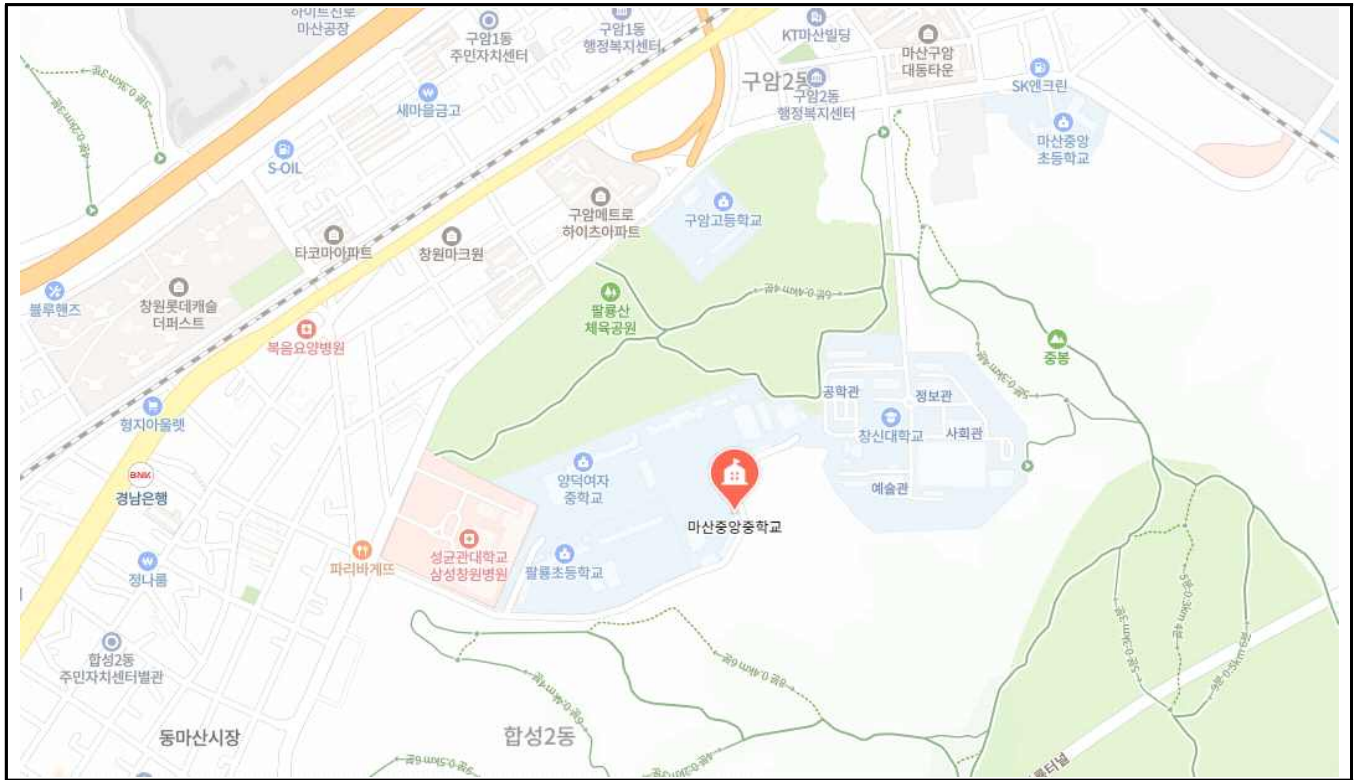 하이트진로
마산공장
구암1동
주민자치센터
구암1동
행정복지센터
KT마산빌딩
마산구암
대동타운
구암2동
구암2동
행정복지센터
SK엔크린
새마을금고
마산중앙
초등학교
S-OIL
구암메트로
하이츠아파트
구암고등학교
타코마아파트
창원마크원
블루핸즈
창원롯데캐슬
더퍼스트
팔룡산
체육공원
복음요양병원
중봉
공학관
정보관
형지아울렛
창신대학교
사회관
BNK
경남은행
양덕여자
중학교
예술관
마산중앙중학교
정나룸
파리바게뜨
성균관대학교
삼성창원병원
팔룡초등학교
합성2동
주민자치센터별관
동마산시장
합성2동
룡터널